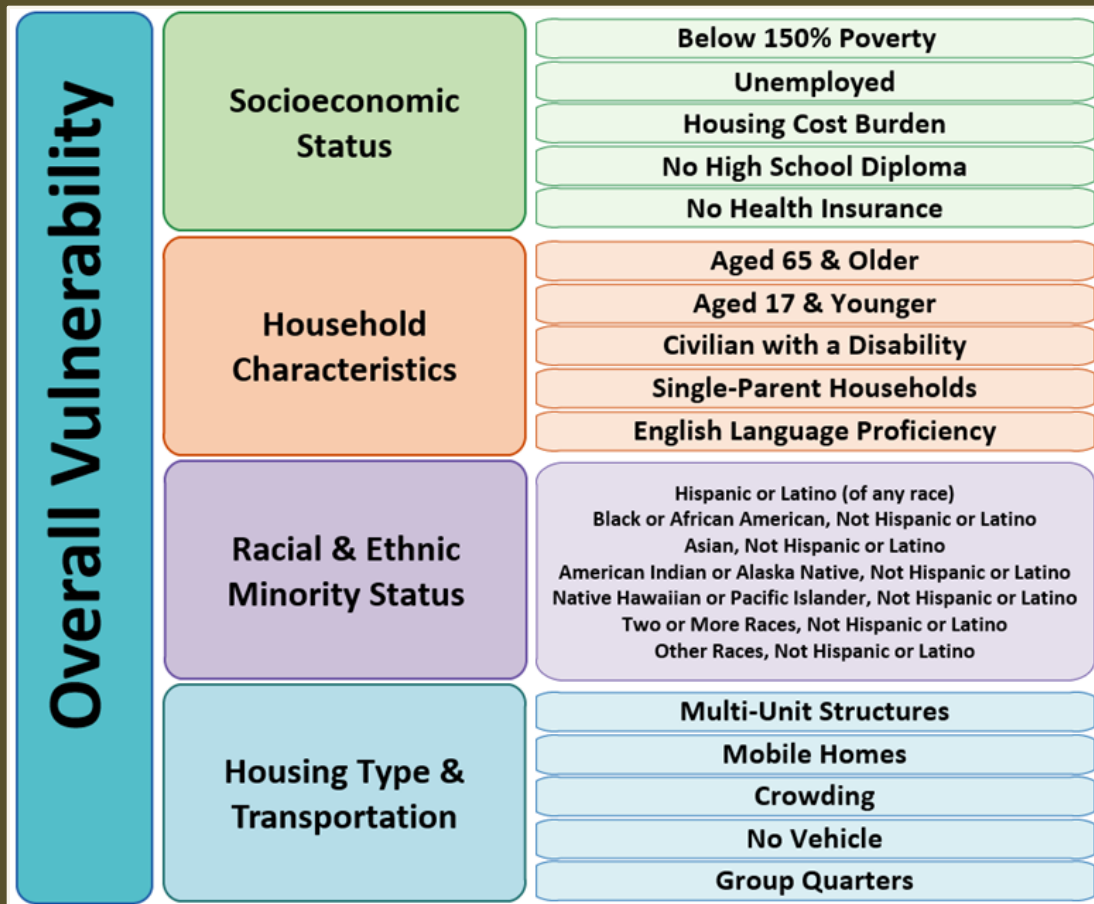 Overall Vulnerability
Socioeconomic
Status
Below 150% Poverty
Unemployed
Housing Cost Burden
No High School Diploma
No Health Insurance
Household
Characteristics
Aged 65 & Older
Aged 17 & Younger
Civilian with a Disability
Single-Parent Households
English Language Proficiency
Racial & Ethnic
Minority Status
Hispanic or Latino (of any race)
Black or African American, Not Hispanic or Latino
Asian, Not Hispanic or Latino
American Indian or Alaska Native, Not Hispanic or Latino
Native Hawaiian or Pacific Islander, Not Hispanic or Latino
Two or More Races, Not Hispanic or Latino
Other Races, Not Hispanic or Latino
Housing Type &
Transportation
Multi-Unit Structures
Mobile Homes
Crowding
No Vehicle
Group Quarters